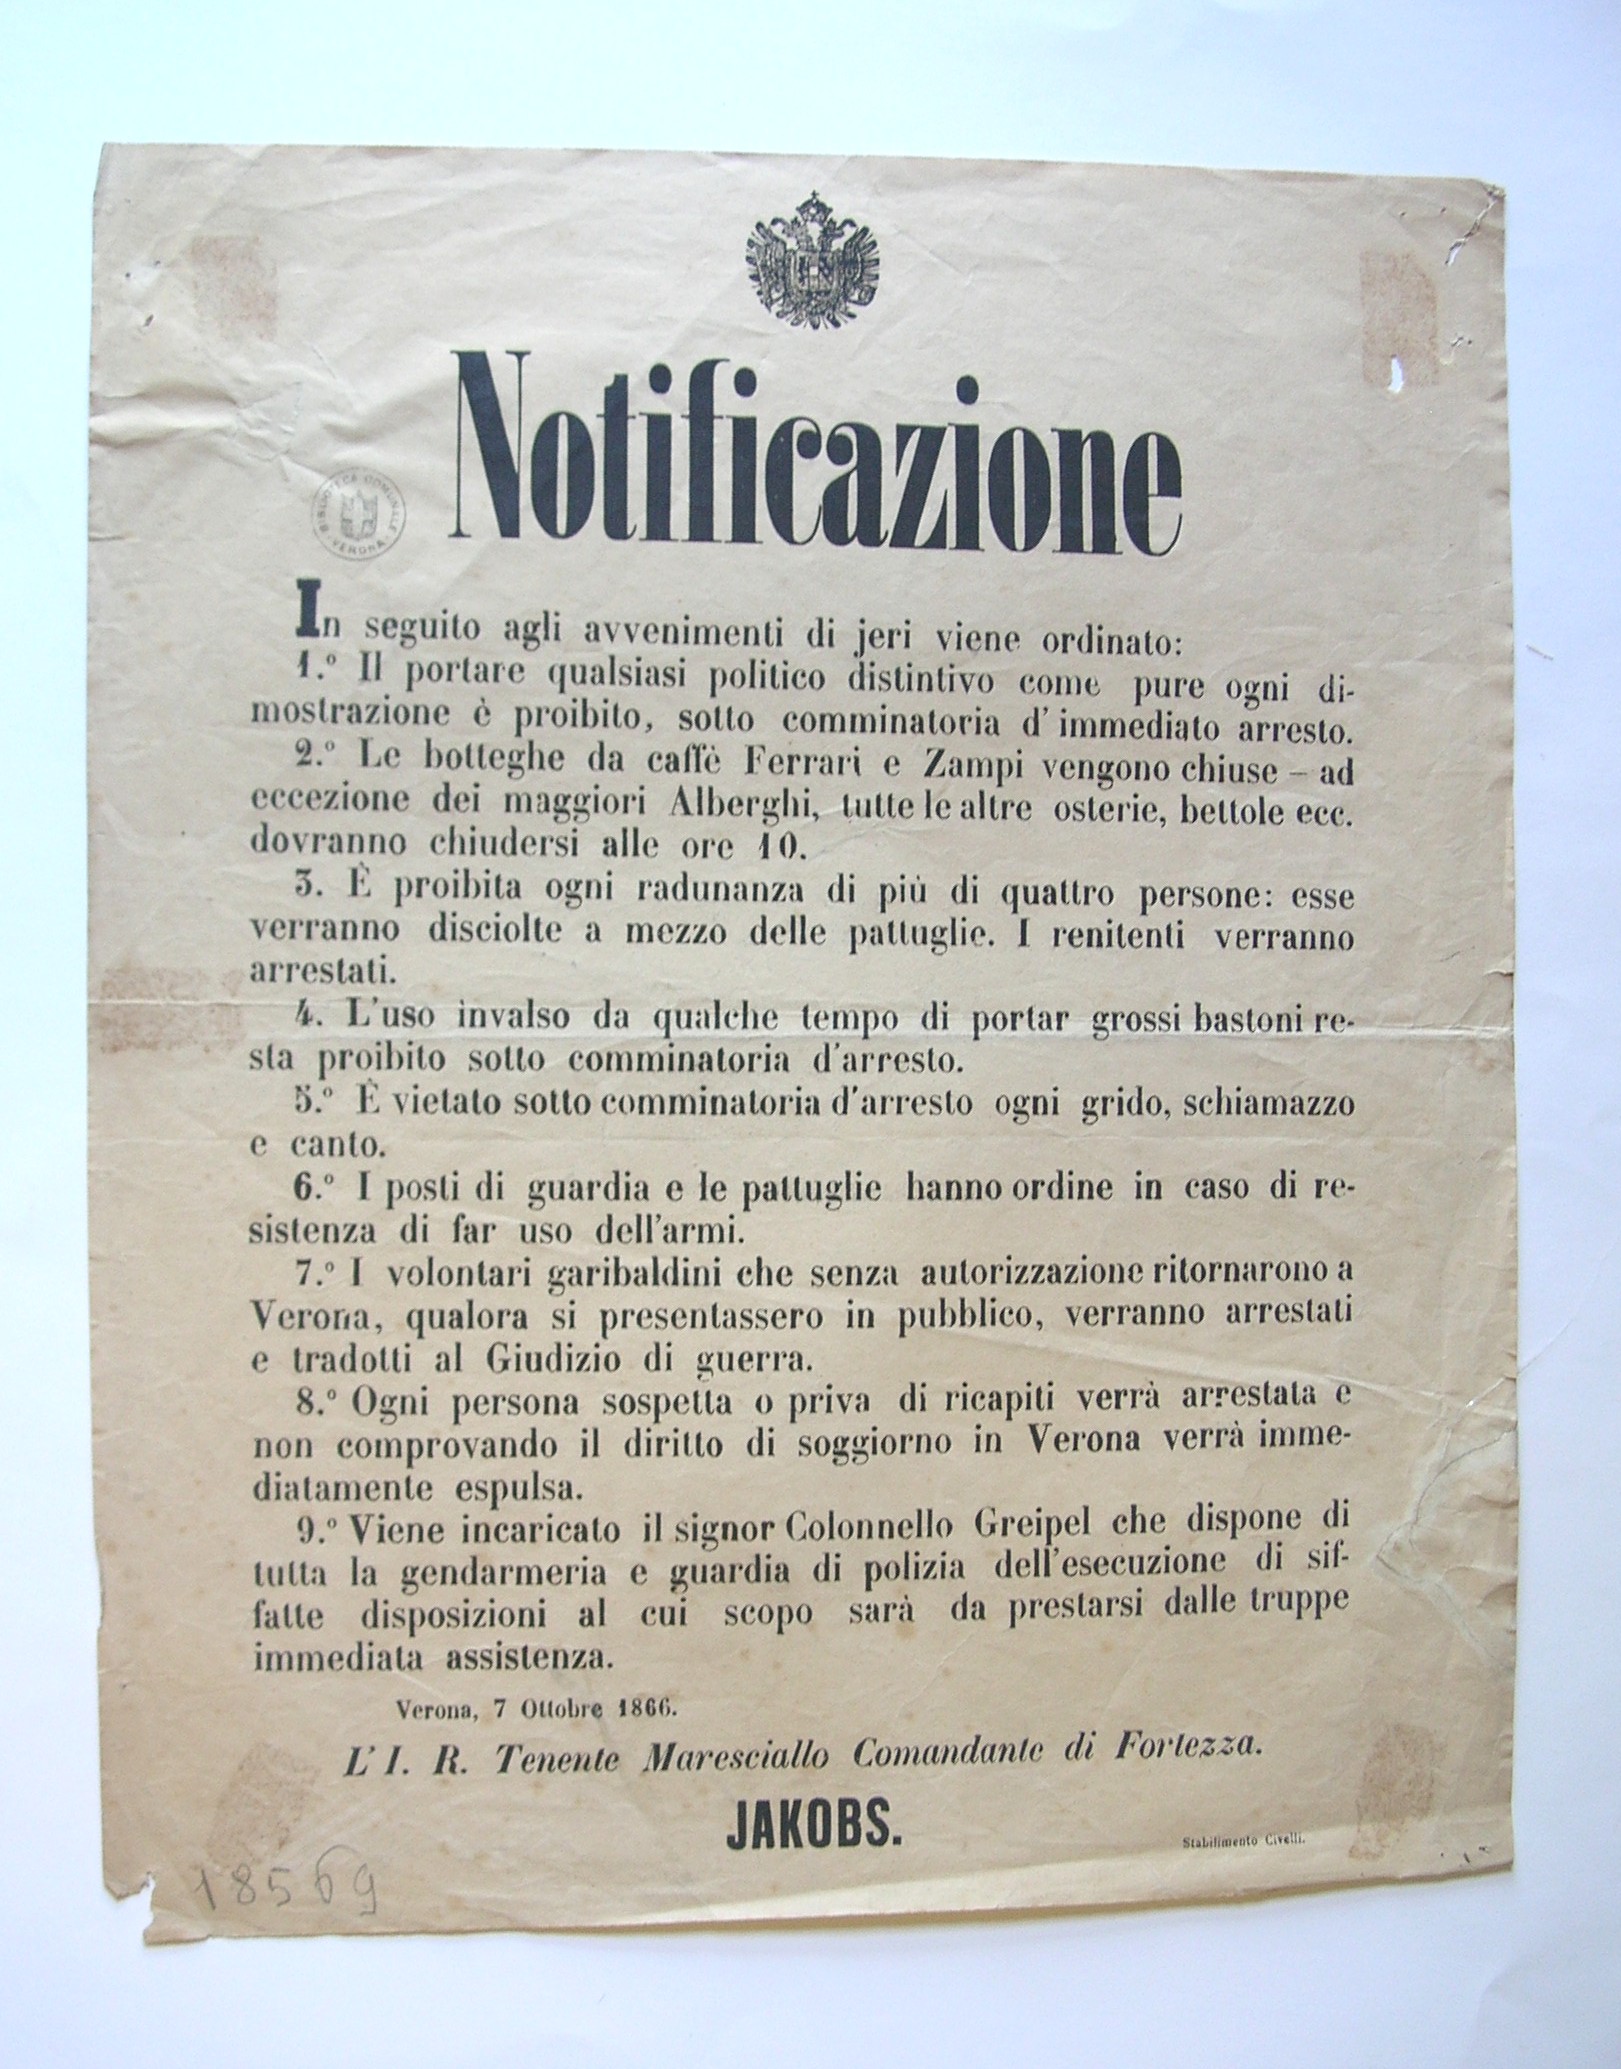 Notificazione
BIBLIOTECA COMUNALE
VERONA
In seguito agli avvenimenti di jeri viene ordinato:
1.º Il portare qualsiasi politico distintivo come pure ogni di-
mostrazione è proibito, sotto comminatoria d'immediato arresto.
2.º Le botteghe da caffè Ferrari e Zampi vengono chiuse – ad
eccezione dei maggiori Alberghi, tutte le altre osterie, bettole ecc.
dovranno chiudersi alle ore 10.
3. È proibita ogni radunanza di più di quattro persone: esse
verranno disciolte a mezzo delle pattuglie. I renitenti verranno
arrestati.
4. L'uso invalso da qualche tempo di portar grossi bastoni re-
sta proibito sotto comminatoria d'arresto.
5.º È vietato sotto comminatoria d'arresto ogni grido, schiamazzo
e canto.
6.º I posti di guardia e le pattuglie hanno ordine in caso di re-
sistenza di far uso dell'armi.
7.º I volontari garibaldini che senza autorizzazione ritornarono a
Verona, qualora si presentassero in pubblico, verranno arrestati
e tradotti al Giudizio di guerra.
8.º Ogni persona sospetta o priva di ricapiti verrà arrestata e
non comprovando il diritto di soggiorno in Verona verrà imme-
diatamente espulsa.
9.º Viene incaricato il signor Colonnello Greipel che dispone di
tutta la gendarmeria e guardia di polizia dell'esecuzione di sif-
fatte disposizioni al cui scopo sarà da prestarsi dalle truppe
immediata assistenza.
Verona, 7 Ottobre 1866.
L'I. R. Tenente Maresciallo Comandante di Fortezza.
JAKOBS.
Stabilimento Civelli.
18569